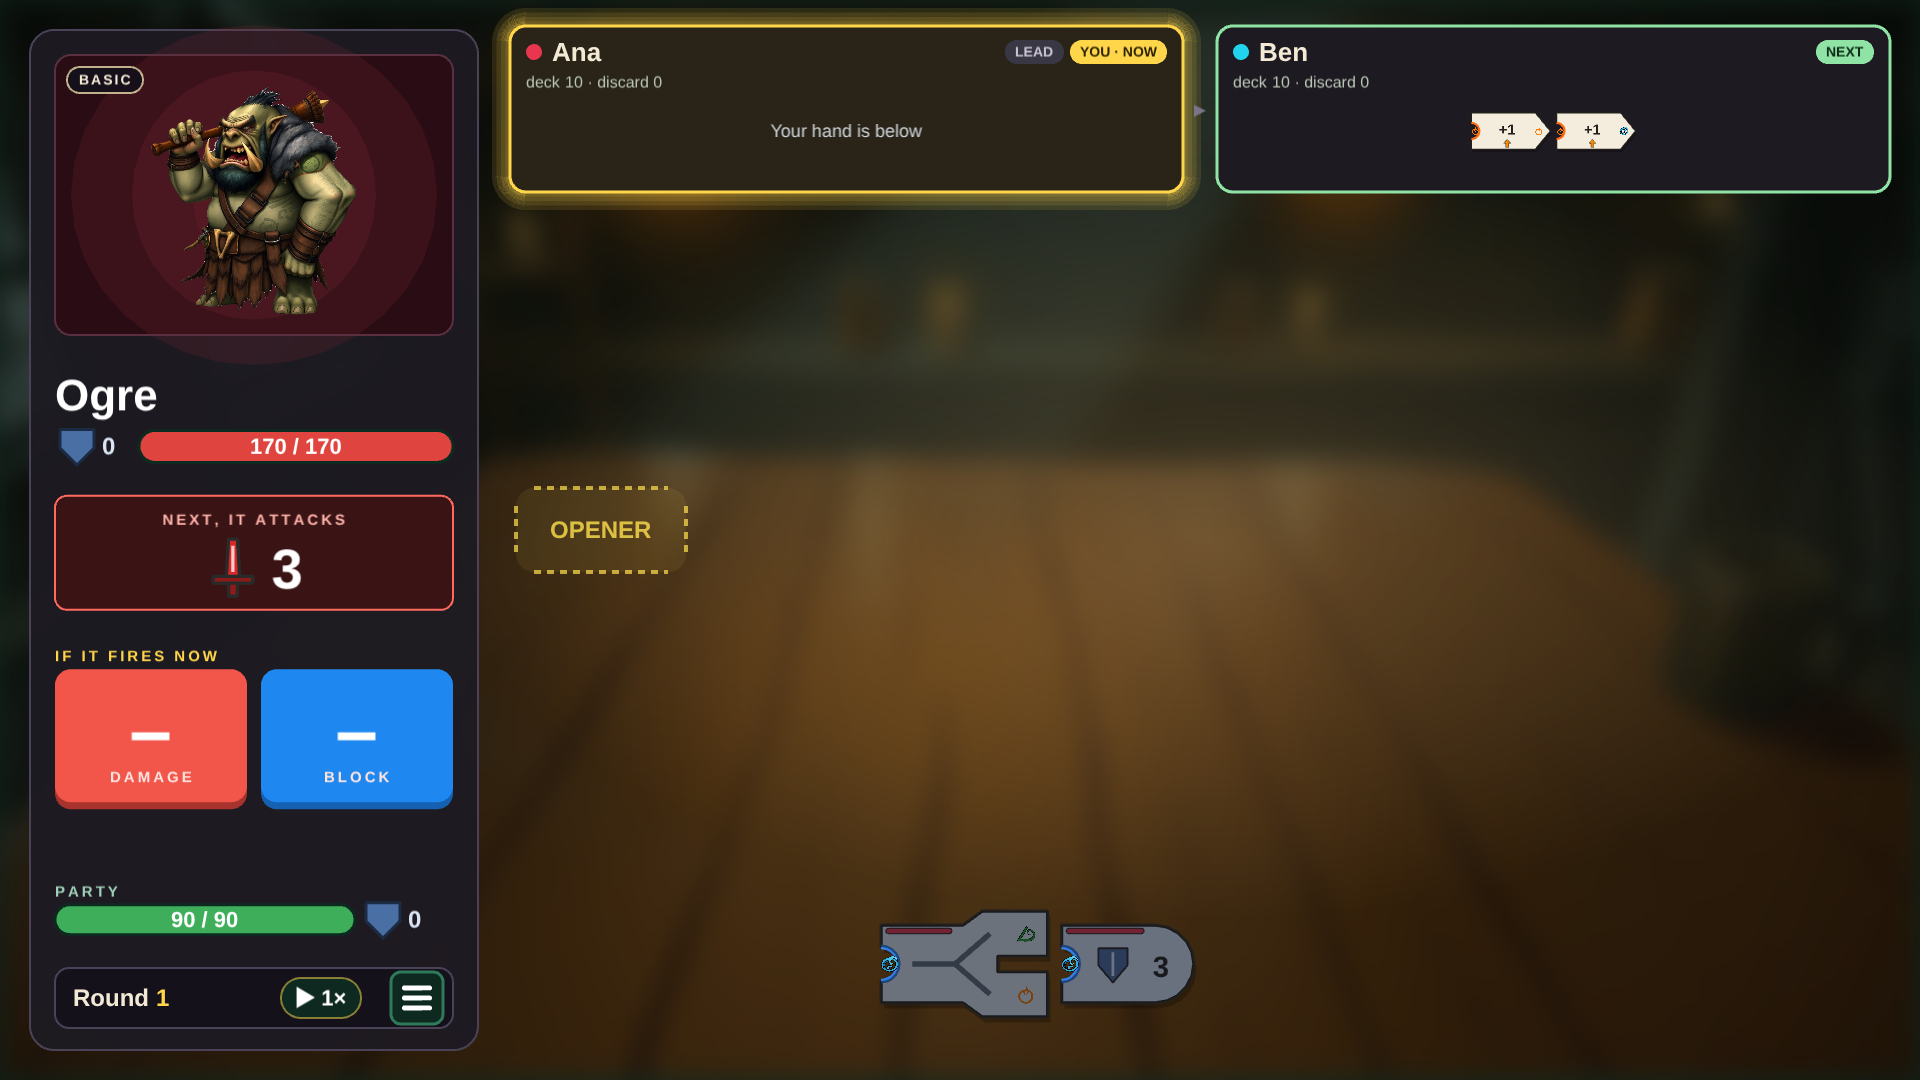 BASIC
Ogre
0
170 / 170
NEXT, IT ATTACKS
3
IF IT FIRES NOW
–
DAMAGE
–
BLOCK
PARTY
90 / 90
0
Round 1
1×
Ana
LEAD
YOU · NOW
deck 10 · discard 0
Your hand is below
Ben
NEXT
deck 10 · discard 0
+1
+1
OPENER
3